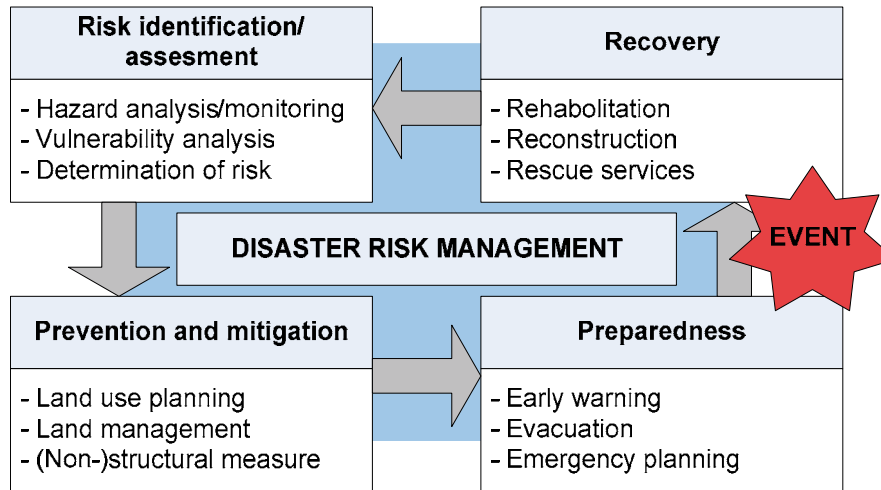 Risk identification/
assesment
- Hazard analysis/monitoring
- Vulnerability analysis
- Determination of risk
Recovery
- Rehabolitation
- Reconstruction
- Rescue services
DISASTER RISK MANAGEMENT
EVENT
Prevention and mitigation
- Land use planning
- Land management
- (Non-)structural measure
Preparedness
- Early warning
- Evacuation
- Emergency planning